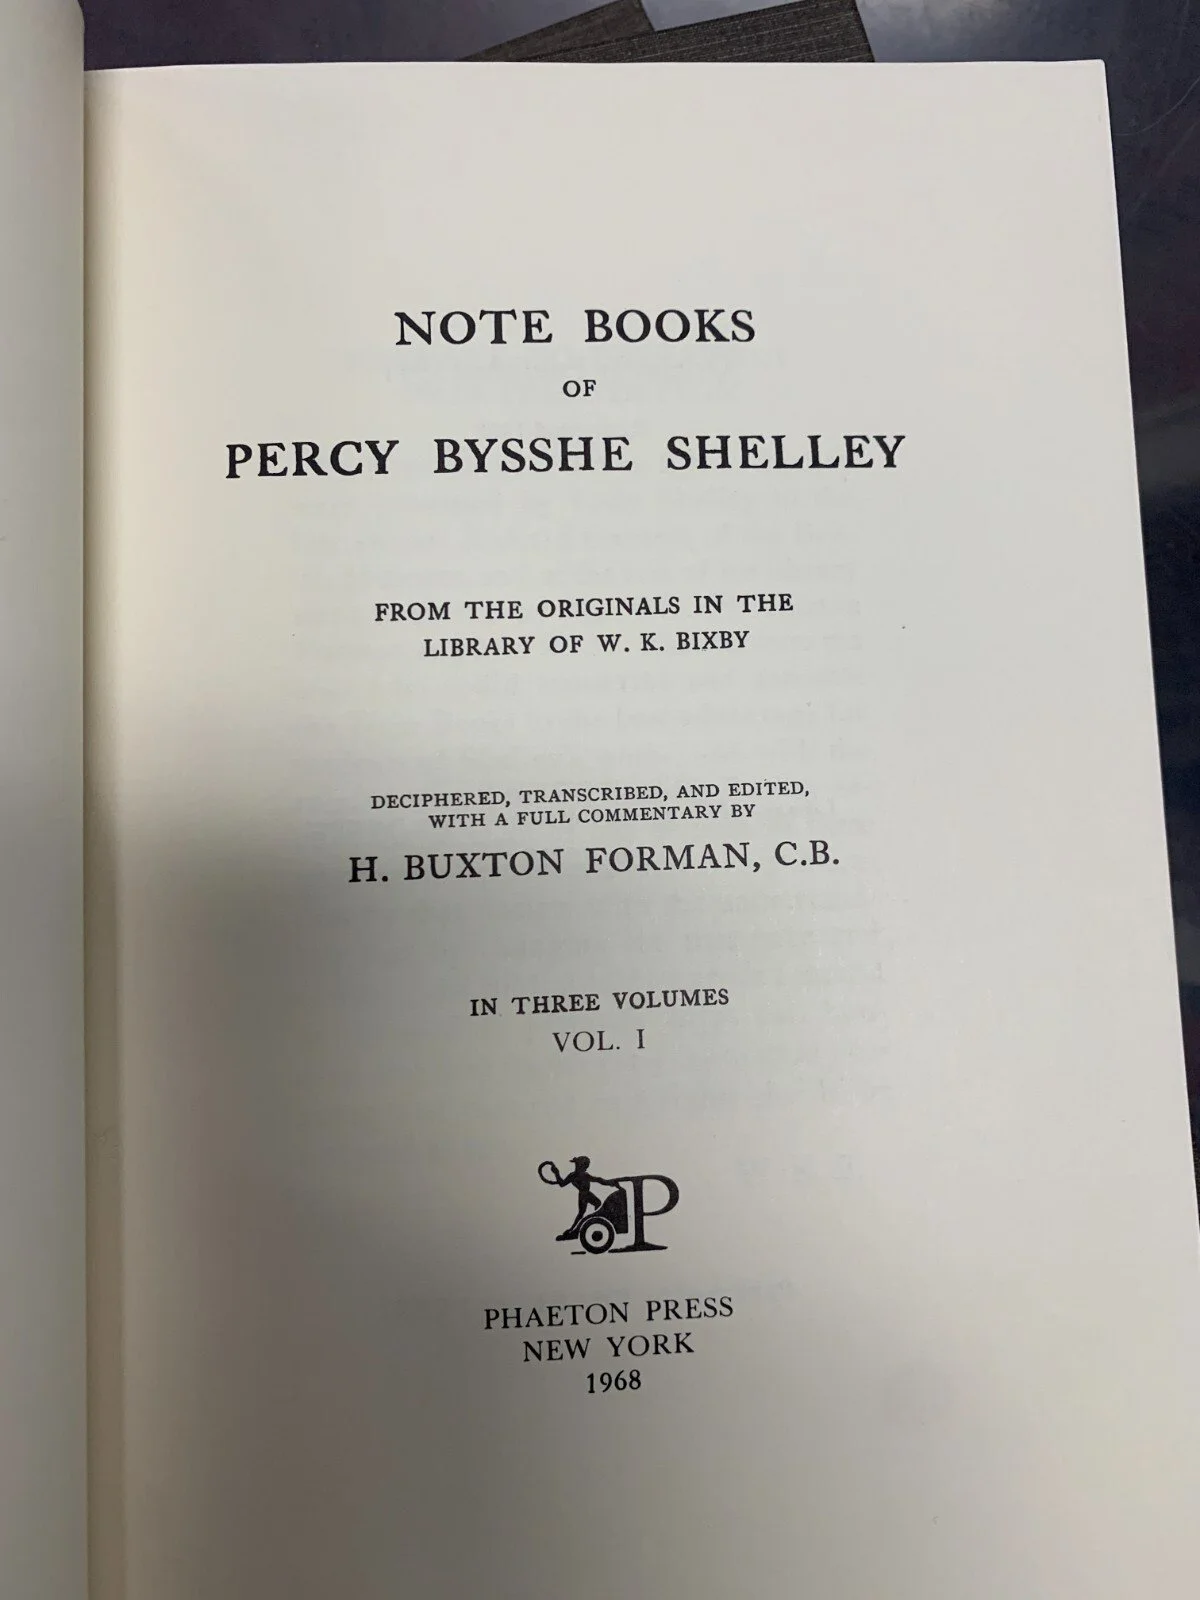 NOTE BOOKS
OF
PERCY BYSSHE SHELLEY
FROM THE ORIGINALS IN THE
LIBRARY OF W. K. BIXBY
DECIPHERED, TRANSCRIBED, AND EDITED,
WITH A FULL COMMENTARY BY
H. BUXTON FORMAN, C.B.
IN THREE VOLUMES
VOL. I
P
PHAETON PRESS
NEW YORK
1968